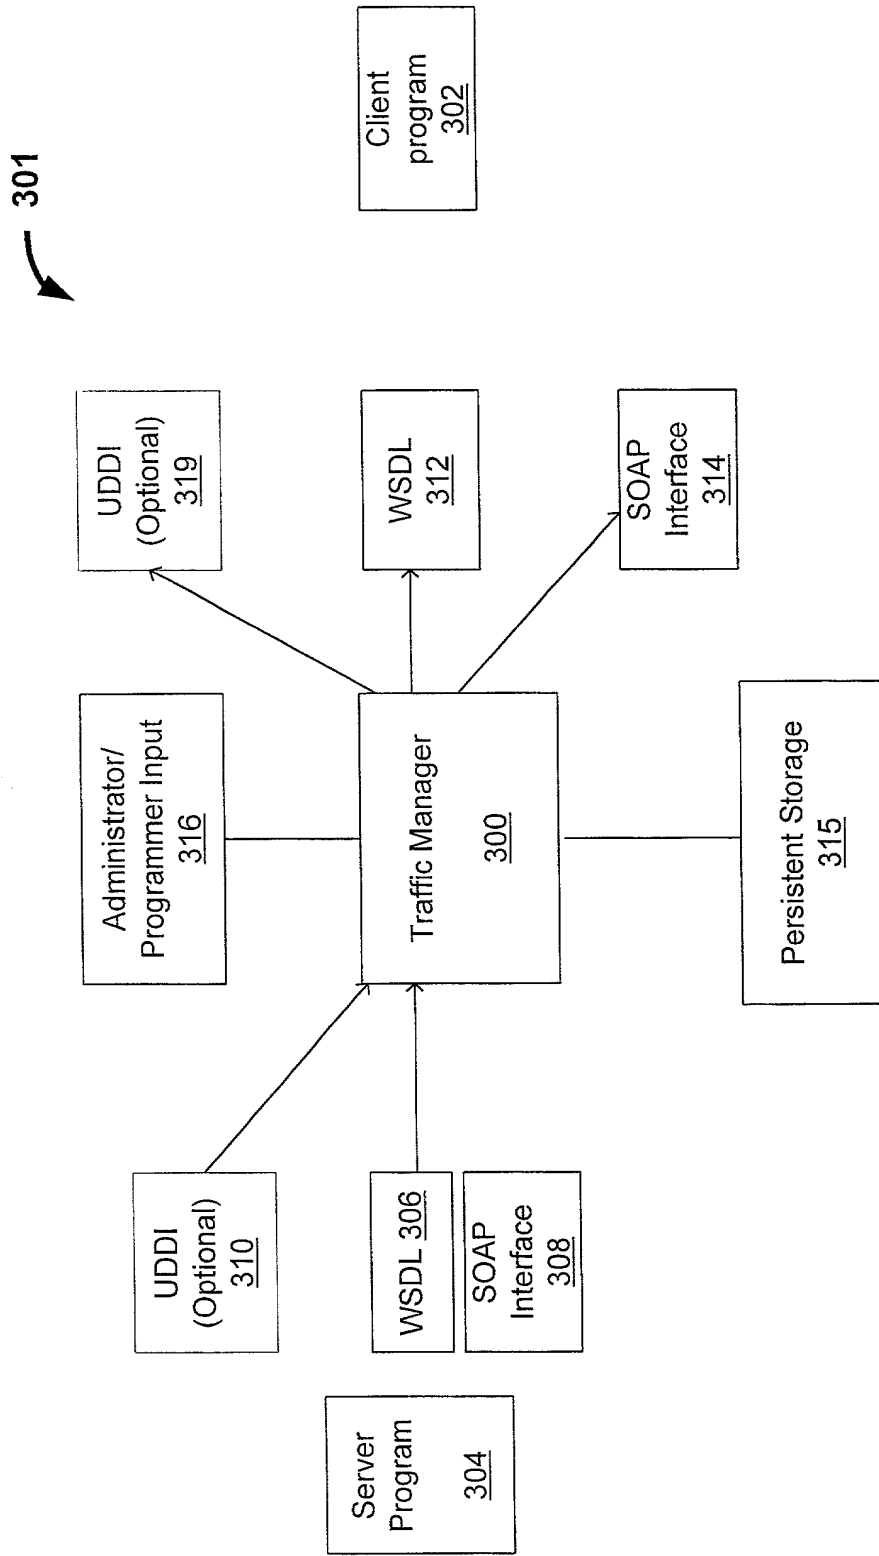 301
Server
Program
304
UDDI
(Optional)
310
WSDL 306
SOAP
Interface
308
Administrator/
Programmer Input
316
Traffic Manager
300
Persistent Storage
315
UDDI
(Optional)
319
WSDL
312
SOAP
Interface
314
Client
program
302